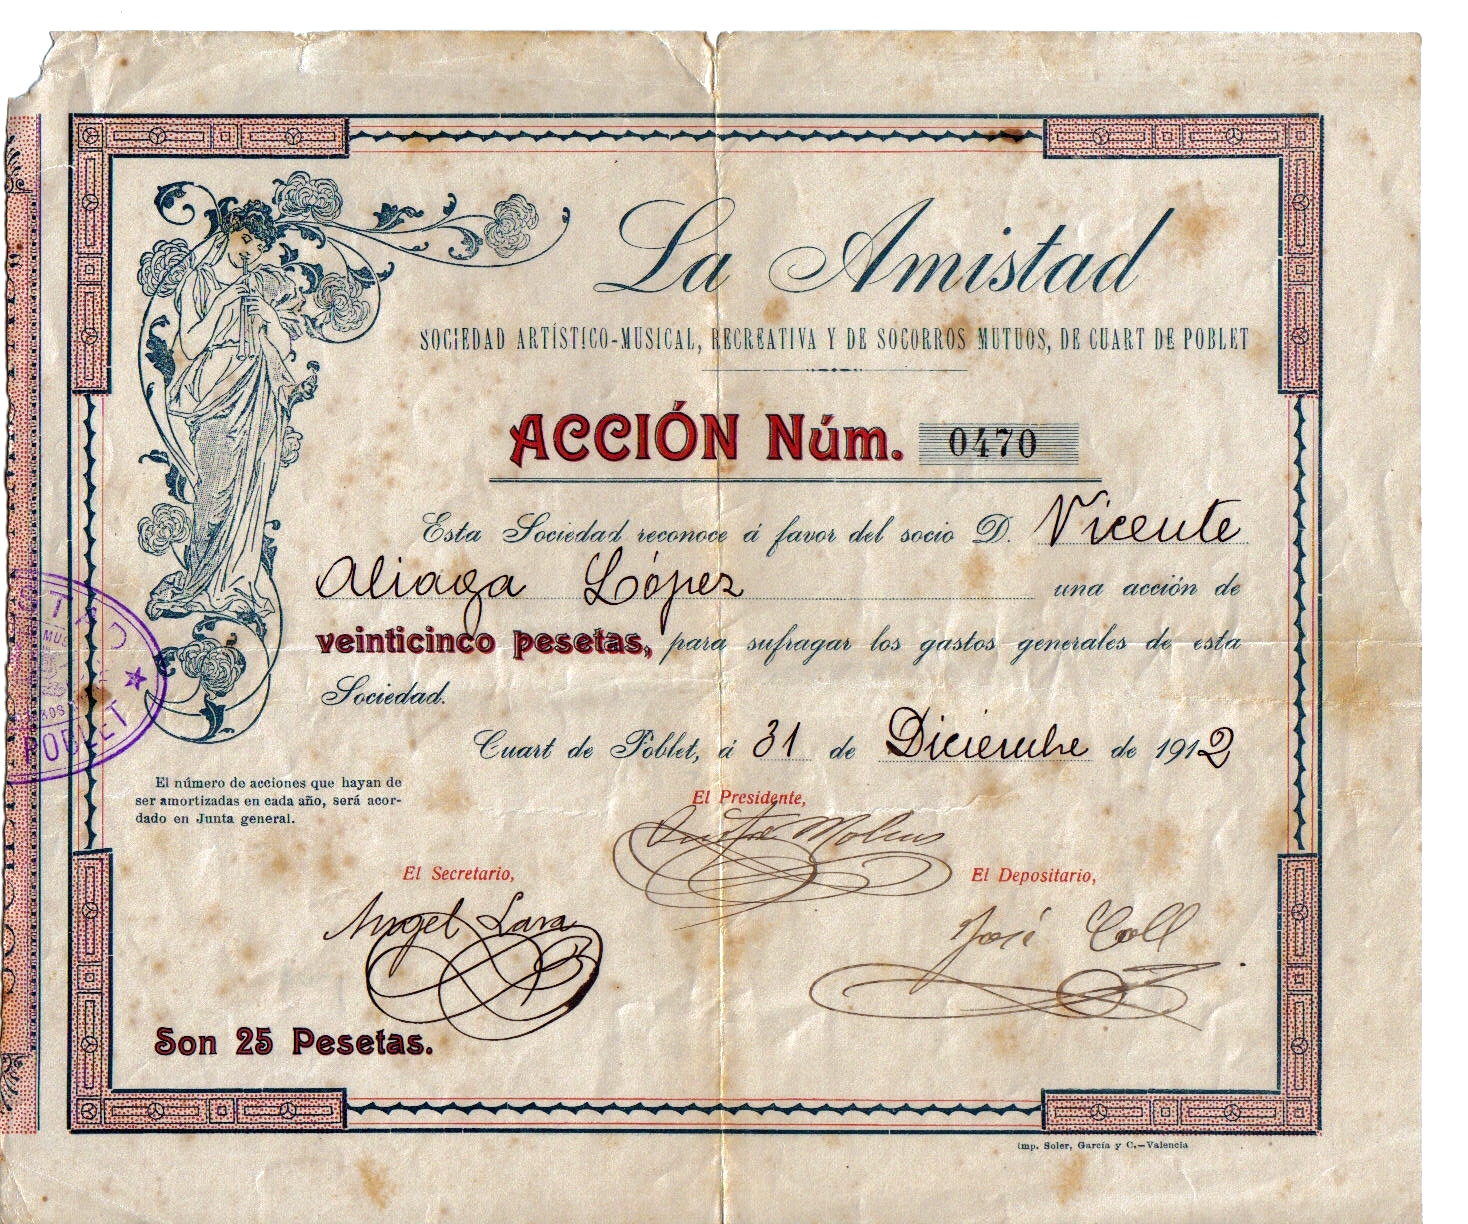 La Amistad
SOCIEDAD ARTÍSTICO-MUSICAL, RECREATIVA Y DE SOCORROS MUTUOS, DE CUART DE POBLET
ACCIÓN Núm. 0470
Esta Sociedad reconoce á favor del socio D. Vicente
Aliaga López una acción de
veinticinco pesetas, para sufragar los gastos generales de esta
Sociedad.
Cuart de Poblet, á 31 de Diciembre de 1912
El número de acciones que hayan de
ser amortizadas en cada año, será acor-
dado en Junta general.
El Presidente,
Molins
El Secretario,
Angel Lara
El Depositario,
José Coll
Son 25 Pesetas.
Imp. Soler, García y C.—Valencia
POBLET